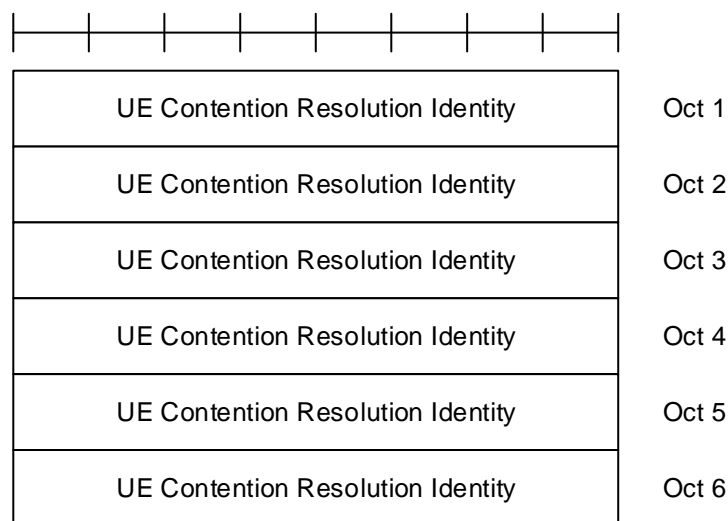 UE Contention Resolution Identity Oct 1
UE Contention Resolution Identity Oct 2
UE Contention Resolution Identity Oct 3
UE Contention Resolution Identity Oct 4
UE Contention Resolution Identity Oct 5
UE Contention Resolution Identity Oct 6